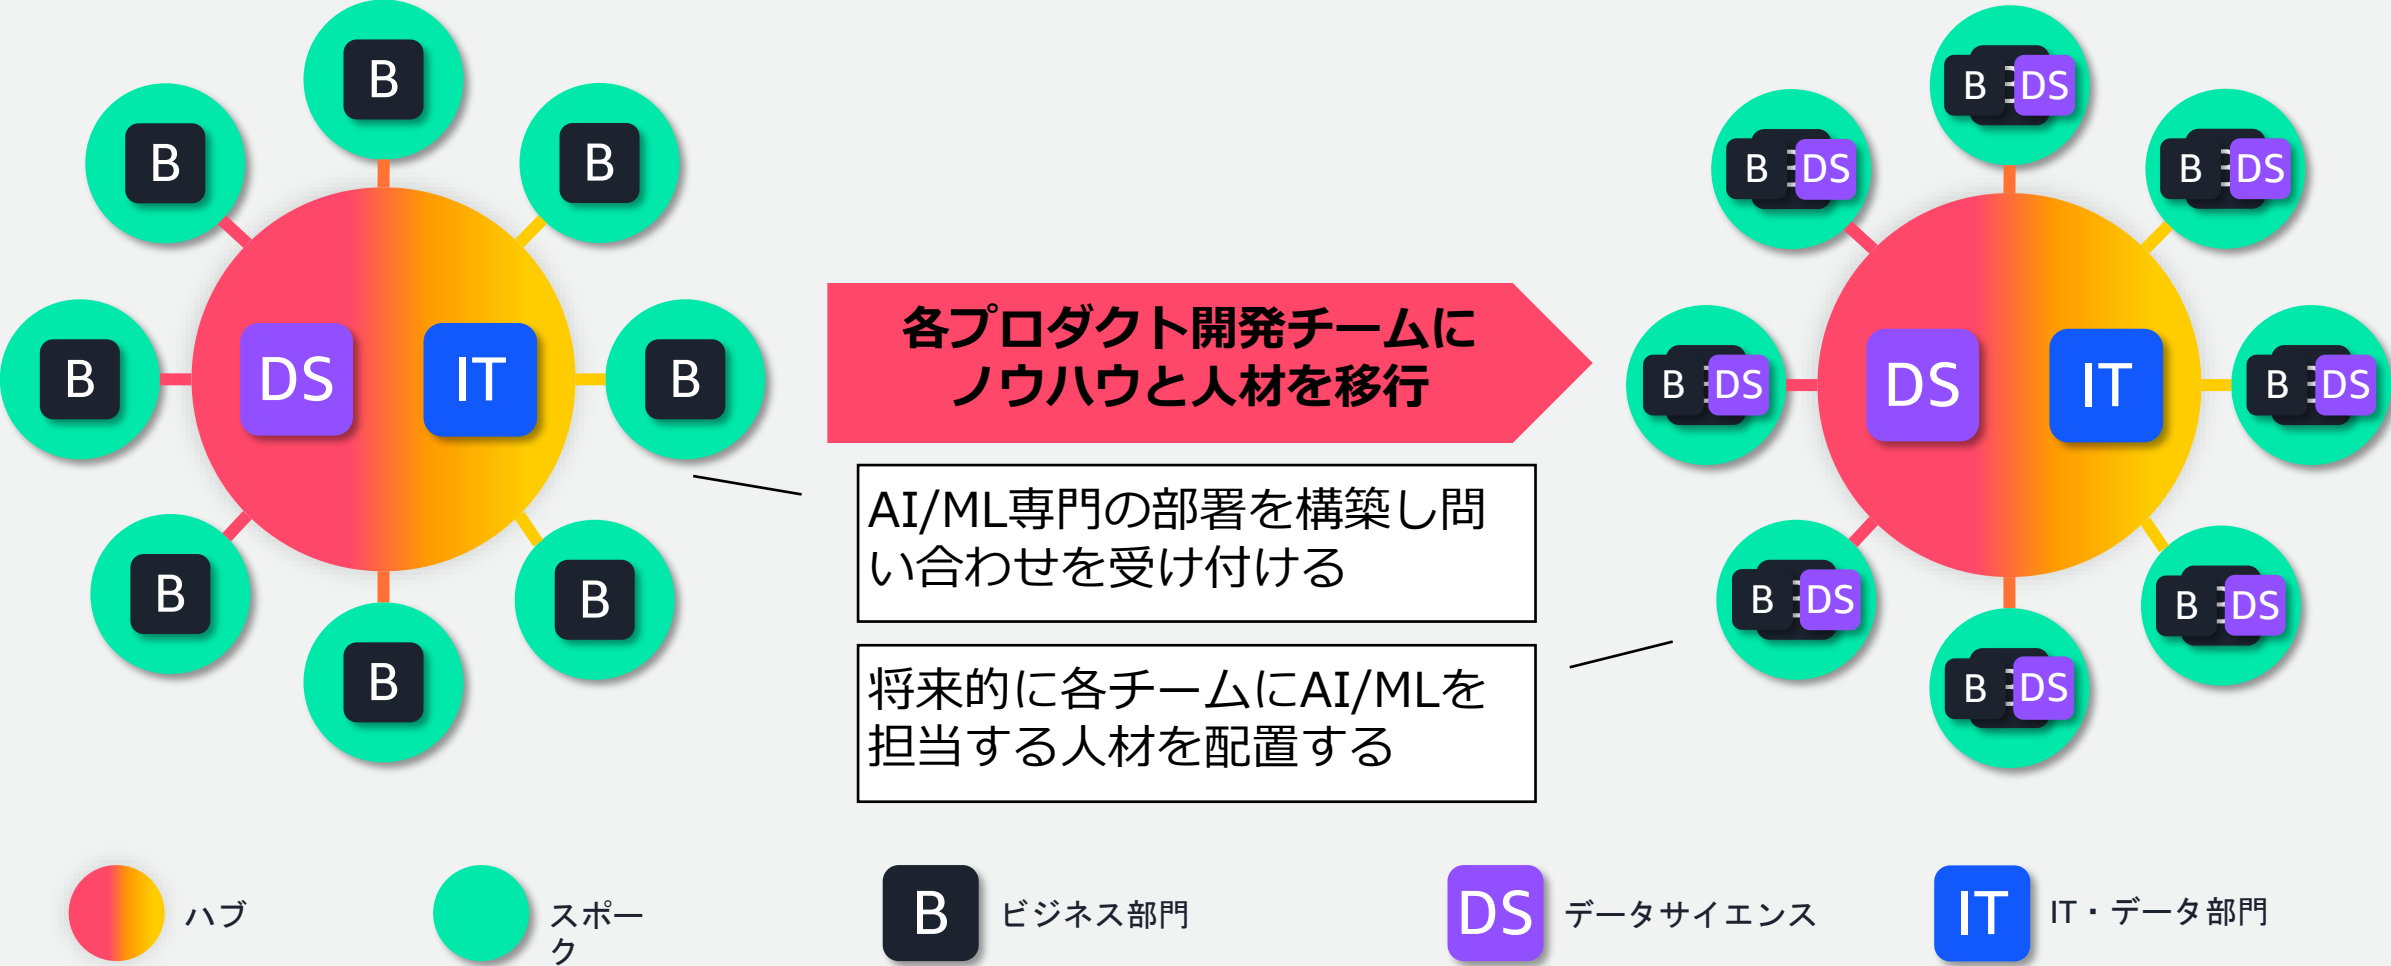 B
B
B
B
B
B
B
B
DS
IT
各プロダクト開発チームに
ノウハウと人材を移行
AI/ML専門の部署を構築し問
い合わせを受け付ける
将来的に各チームにAI/MLを
担当する人材を配置する
B DS
B DS
B DS
B DS
DS
IT
B DS
B DS
B DS
B DS
ハブ
スポー
ク
B
ビジネス部門
DS
データサイエンス
IT
IT・データ部門